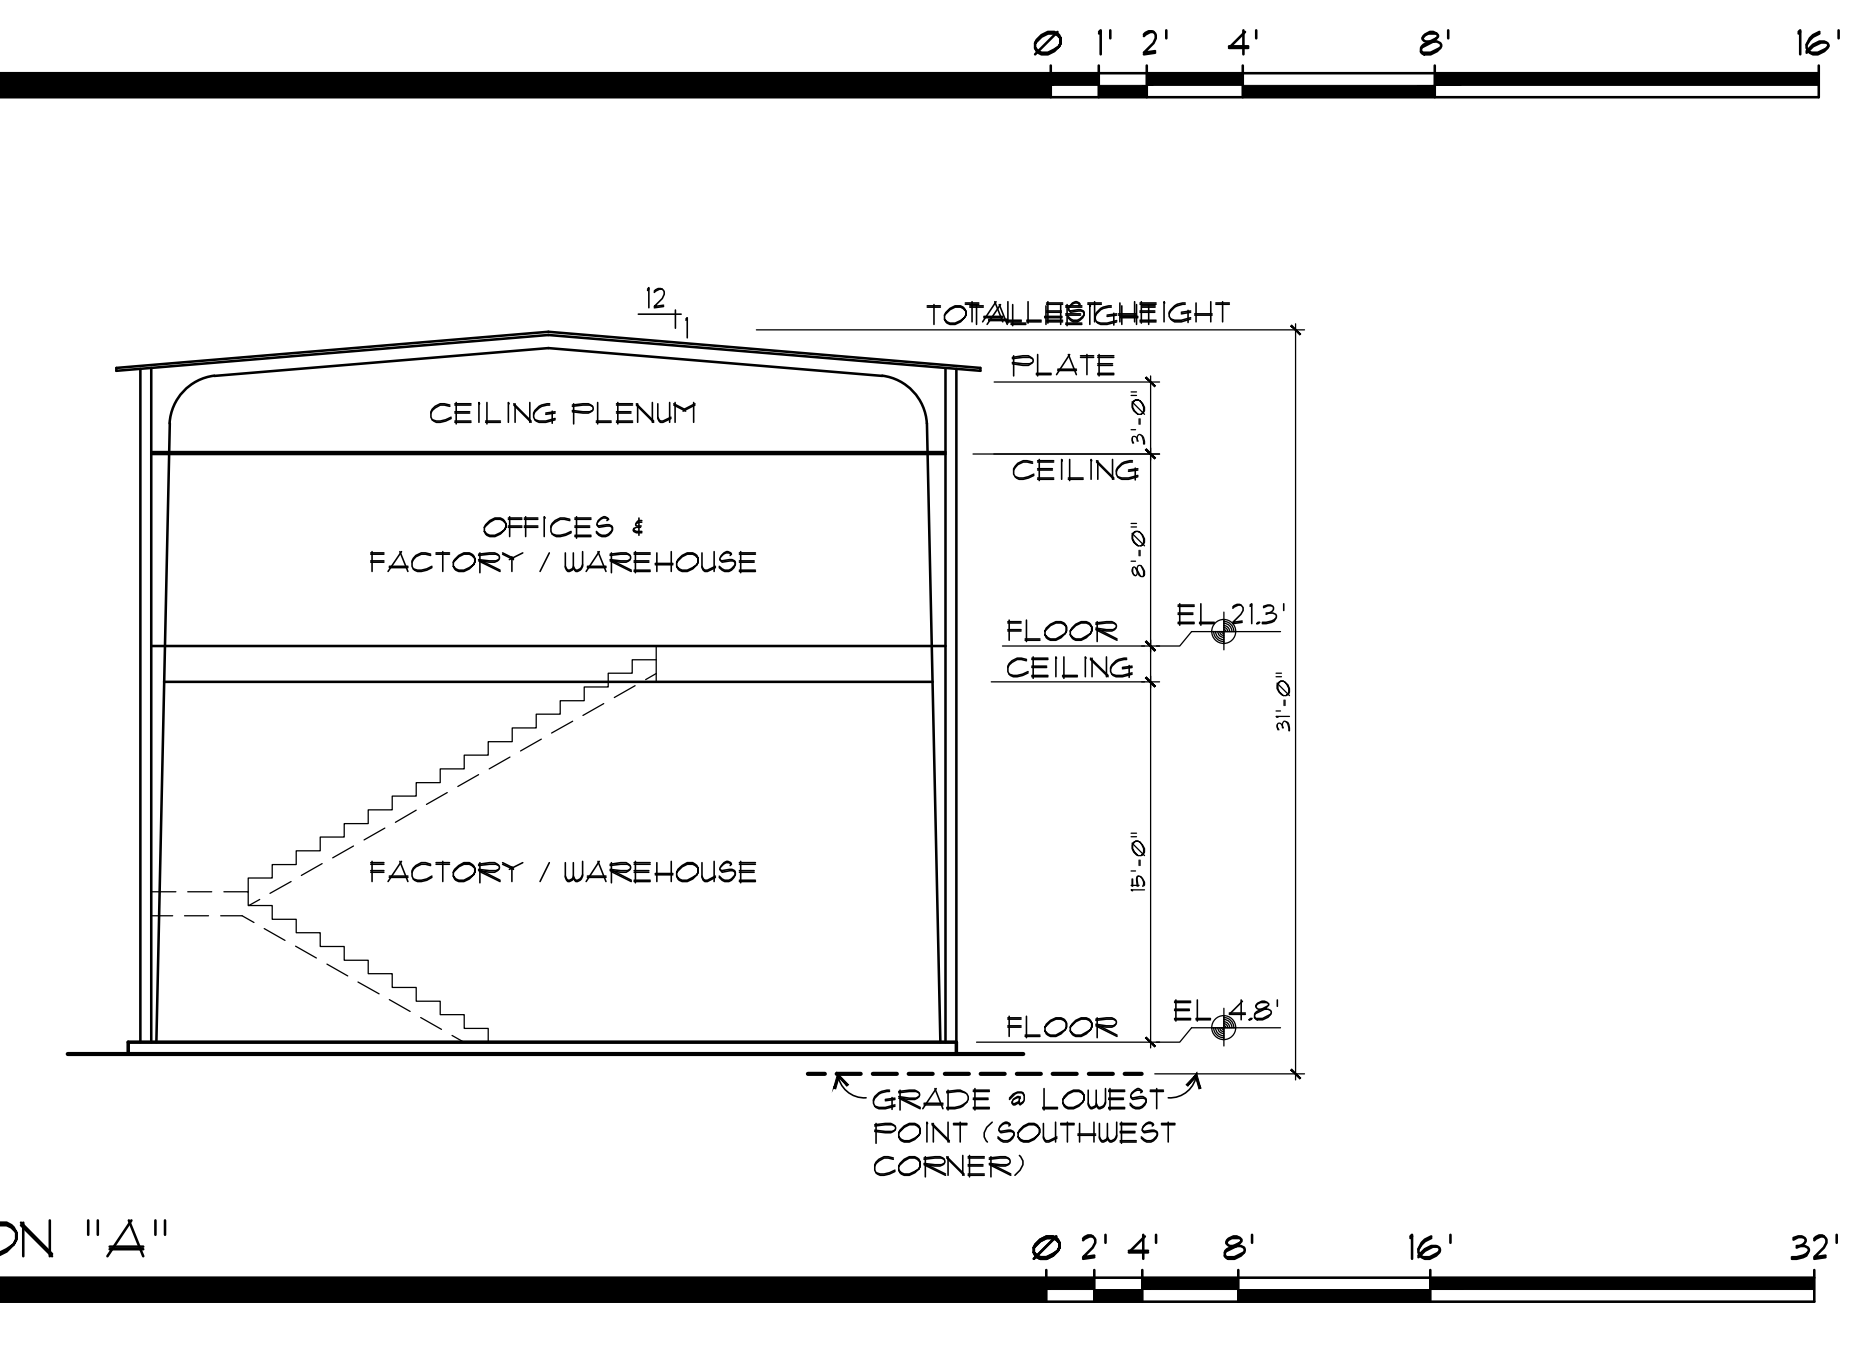 Ø 1' 2' 4' 8' 16'
12
1
TOTAL HEIGHT
TALLEST HEIGHT
PLATE
3'-Ø"
CEILING PLENUM
CEILING
OFFICES &
FACTORY / WAREHOUSE
8'-Ø"
EL 21.3'
FLOOR
CEILING
31'-Ø"
15'-Ø"
FACTORY / WAREHOUSE
EL 4.8'
FLOOR
GRADE @ LOWEST
POINT (SOUTHWEST
CORNER)
ON "A"
Ø 2' 4' 8' 16' 32'